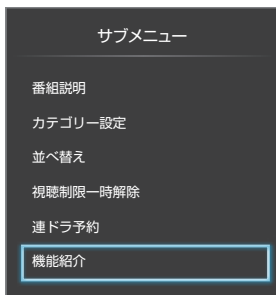 サブメニュー
番組説明
カテゴリー設定
並べ替え
視聴制限一時解除
連ドラ予約
機能紹介